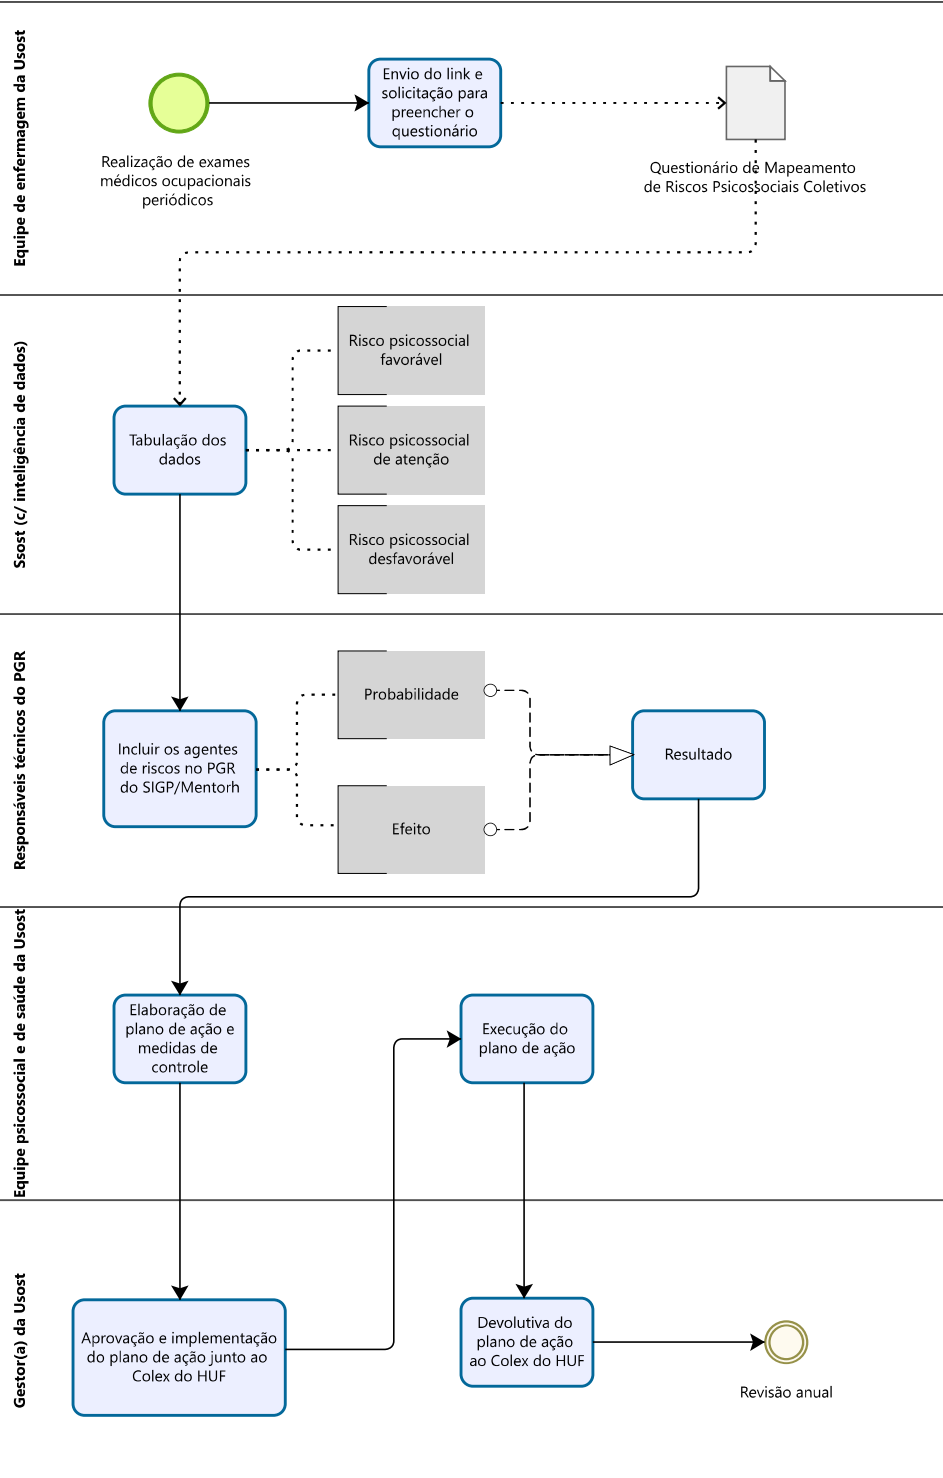 Equipe de enfermagem da Usost
Envio do link e
solicitação para
preencher o
questionário
Realização de exames
médicos ocupacionais
periódicos
Questionário de Mapeamento
de Riscos Psicossociais Coletivos
Ssost (c/ inteligência de dados)
Risco psicossocial
favorável
Tabulação dos
dados
Risco psicossocial
de atenção
Risco psicossocial
desfavorável
Responsáveis técnicos do PGR
Probabilidade
Incluir os agentes
de riscos no PGR
do SIGP/Mentorh
Resultado
Efeito
Equipe psicossocial e de saúde da Usost
Elaboração de
plano de ação e
medidas de
controle
Execução do
plano de ação
Gestor(a) da Usost
Aprovação e implementação
do plano de ação junto ao
Colex do HUF
Devolutiva do
plano de ação
ao Colex do HUF
Revisão anual